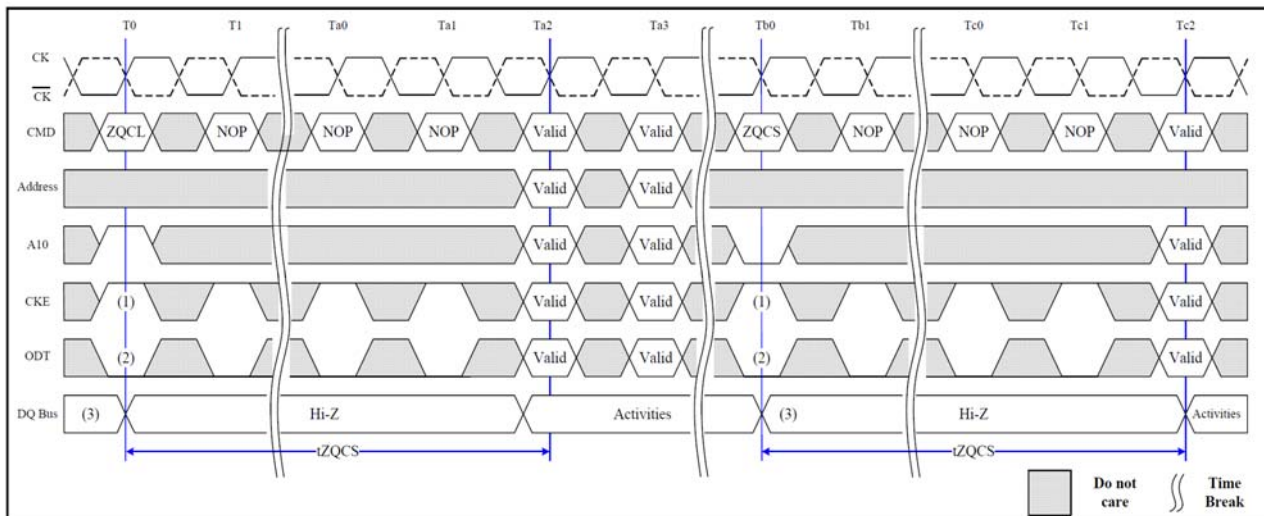 T0 T1 Ta0 Ta1 Ta2 Ta3 Tb0 Tb1 Tc0 Tc1 Tc2
CK
CK
CMD ZQCL NOP NOP NOP Valid Valid ZQCS NOP NOP NOP Valid
Address Valid Valid
A10 Valid Valid Valid
CKE (1) Valid Valid (1) Valid
ODT (2) Valid Valid (2) Valid
DQ Bus (3) Hi-Z Activities (3) Hi-Z Activities
tZQCS tZQCS
Do not care
Time Break